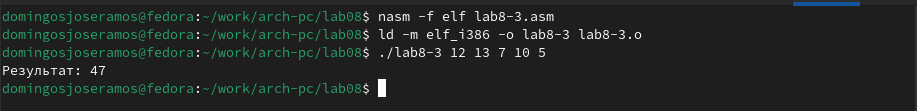 domingosjoseramos@fedora:~/work/arch-pc/lab08$ nasm -f elf lab8-3.asm
domingosjoseramos@fedora:~/work/arch-pc/lab08$ ld -m elf_i386 -o lab8-3 lab8-3.o
domingosjoseramos@fedora:~/work/arch-pc/lab08$ ./lab8-3 12 13 7 10 5
Результат: 47
domingosjoseramos@fedora:~/work/arch-pc/lab08$